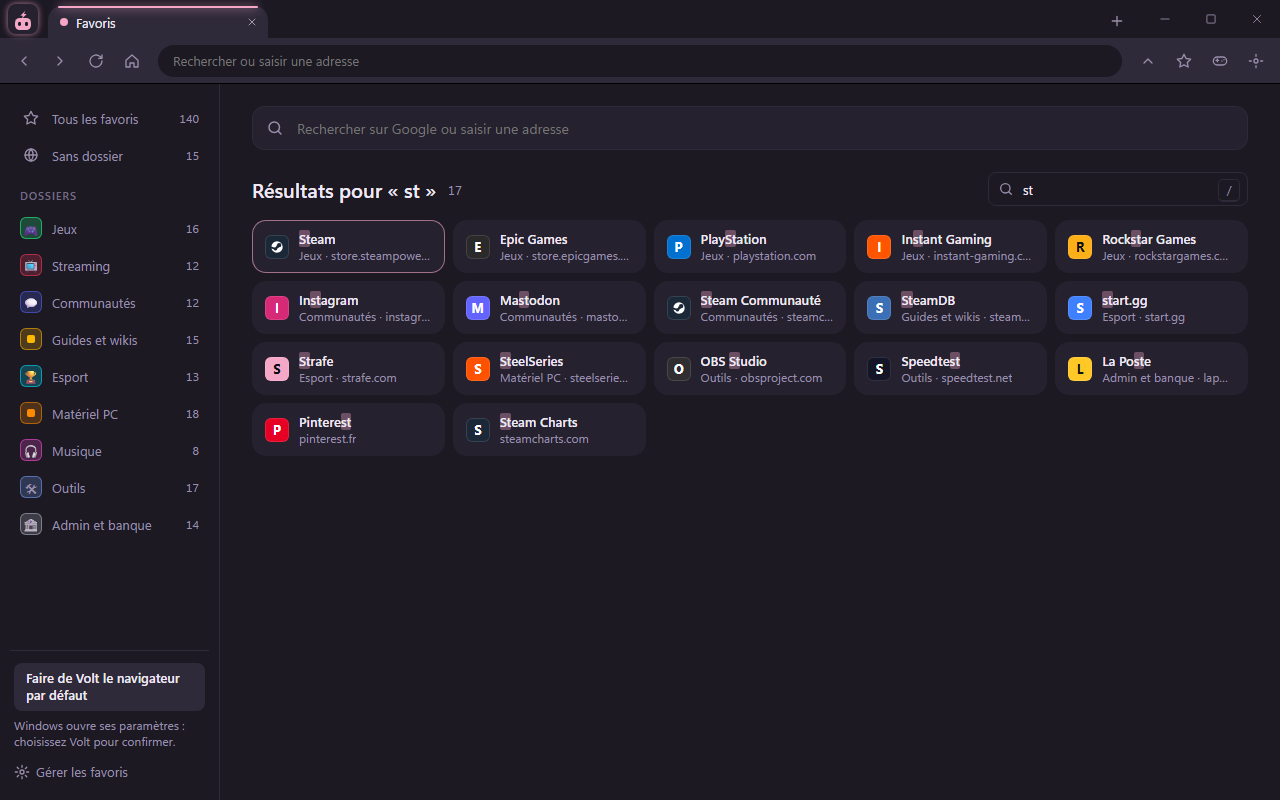 Favoris
Rechercher ou saisir une adresse
Tous les favoris 140
Sans dossier 15
DOSSIERS
Jeux 16
Streaming 12
Communautés 12
Guides et wikis 15
Esport 13
Matériel PC 18
Musique 8
Outils 17
Admin et banque 14
Faire de Volt le navigateur
par défaut
Windows ouvre ses paramètres :
choisissez Volt pour confirmer.
Gérer les favoris
Rechercher sur Google ou saisir une adresse
Résultats pour « st » 17
st /
Steam
Jeux · store.steampowe...
E
Epic Games
Jeux · store.epicgames....
P
PlayStation
Jeux · playstation.com
I
Instant Gaming
Jeux · instant-gaming.c...
R
Rockstar Games
Jeux · rockstargames.c...
I
Instagram
Communautés · instagr...
M
Mastodon
Communautés · masto...
Steam Communauté
Communautés · steamc...
S
SteamDB
Guides et wikis · steam...
S
start.gg
Esport · start.gg
S
Strafe
Esport · strafe.com
S
SteelSeries
Matériel PC · steelserie...
O
OBS Studio
Outils · obsproject.com
S
Speedtest
Outils · speedtest.net
L
La Poste
Admin et banque · lap...
P
Pinterest
pinterest.fr
S
Steam Charts
steamcharts.com